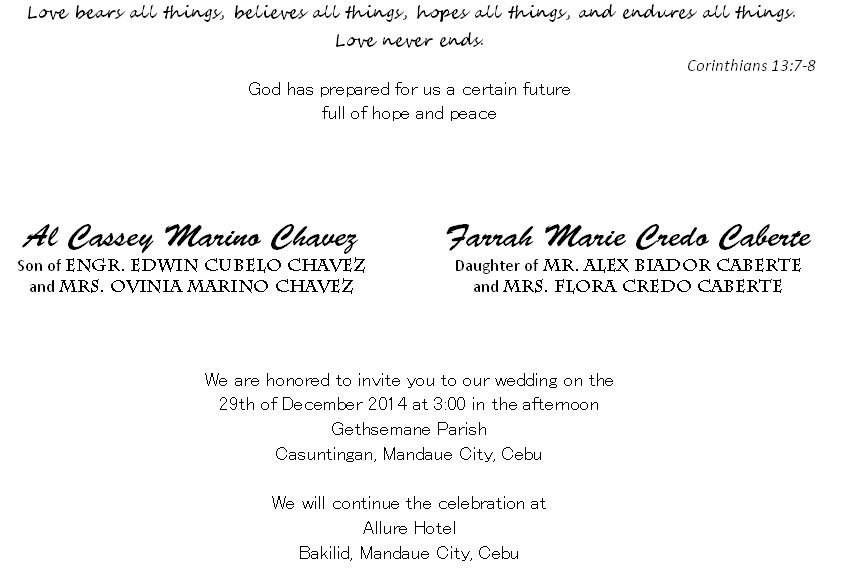 Love bears all things, believes all things, hopes all things, and endures all things.
Love never ends.
Corinthians 13:7-8
God has prepared for us a certain future
full of hope and peace
Al Cassey Marino Chavez
Son of ENGR. EDWIN CUBELO CHAVEZ
and MRS. OVINIA MARINO CHAVEZ
Farrah Marie Credo Caberte
Daughter of MR. ALEX BIADOR CABERTE
and MRS. FLORA CREDO CABERTE
We are honored to invite you to our wedding on the
29th of December 2014 at 3:00 in the afternoon
Gethsemane Parish
Casuntingan, Mandaue City, Cebu
We will continue the celebration at
Allure Hotel
Bakilid, Mandaue City, Cebu